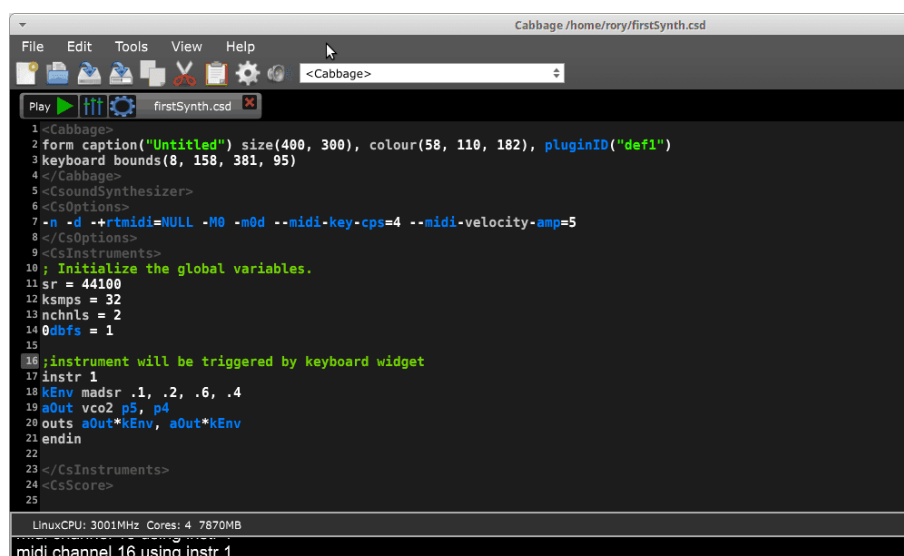 Cabbage /home/rory/firstSynth.csd
File Edit Tools View Help
<Cabbage>
Play firstSynth.csd
1 <Cabbage>
2 form caption("Untitled") size(400, 300), colour(58, 110, 182), pluginID("def1")
3 keyboard bounds(8, 158, 381, 95)
4 </Cabbage>
5 <CsoundSynthesizer>
6 <CsOptions>
7 -n -d -+rtmidi=NULL -M0 -m0d --midi-key-cps=4 --midi-velocity-amp=5
8 </CsOptions>
9 <CsInstruments>
10 ; Initialize the global variables.
11 sr = 44100
12 ksmps = 32
13 nchnls = 2
14 0dbfs = 1
15
16 ;instrument will be triggered by keyboard widget
17 instr 1
18 kEnv madsr .1, .2, .6, .4
19 aOut vco2 p5, p4
20 outs aOut*kEnv, aOut*kEnv
21 endin
22
23 </CsInstruments>
24 <CsScore>
25
LinuxCPU: 3001MHz Cores: 4 7870MB
midi channel 16 using instr 1